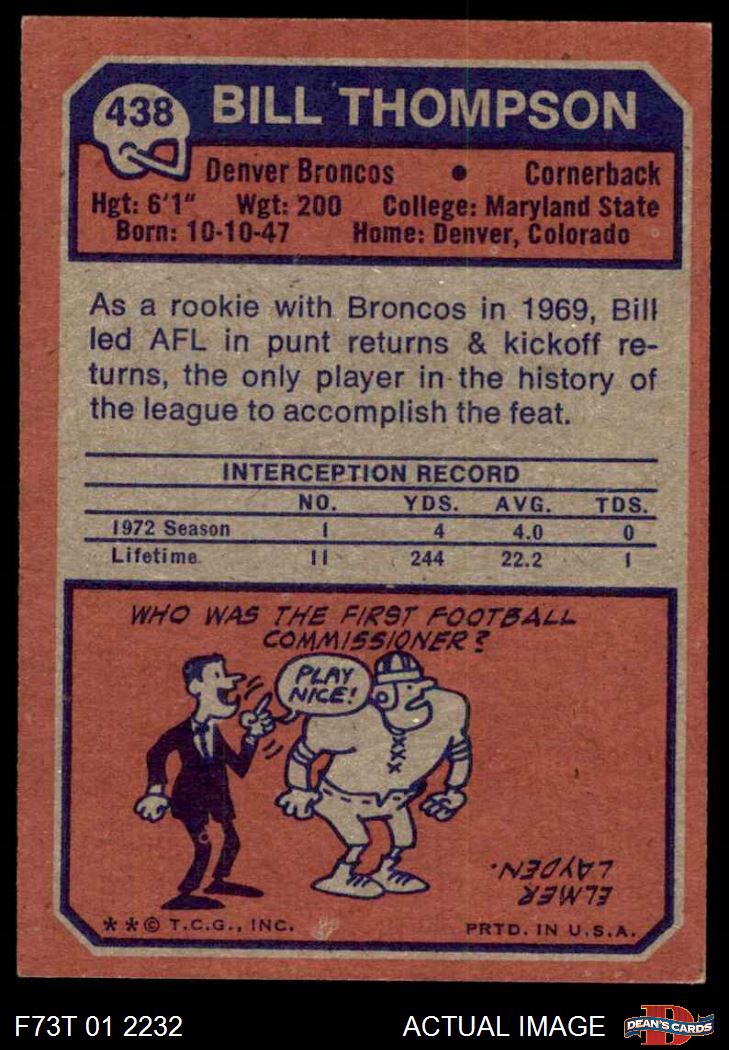 438
BILL THOMPSON
Denver Broncos • Cornerback
Hgt: 6'1" Wgt: 200 College: Maryland State
Born: 10-10-47 Home: Denver, Colorado
As a rookie with Broncos in 1969, Bill
led AFL in punt returns & kickoff re-
turns, the only player in the history of
the league to accomplish the feat.
INTERCEPTION RECORD
NO. YDS. AVG. TDS.
1972 Season 1 4 4.0 0
Lifetime 11 244 22.2 1
WHO WAS THE FIRST FOOTBALL
COMMISSIONER?
PLAY
NICE!
ELMER
LAYDEN.
**© T.C.G., INC. PRTD. IN U.S.A.
F73T 01 2232 ACTUAL IMAGE
D
DEAN'S CARDS